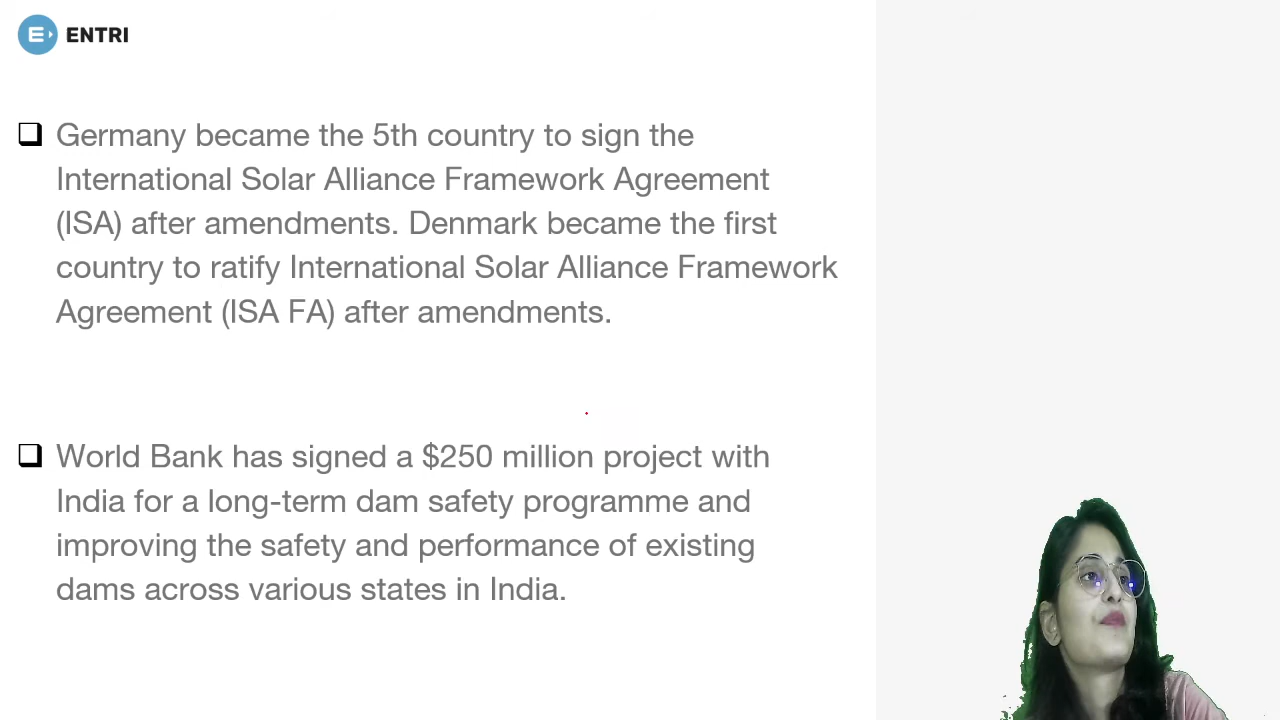 ENTRI
Germany became the 5th country to sign the
International Solar Alliance Framework Agreement
(ISA) after amendments. Denmark became the first
country to ratify International Solar Alliance Framework
Agreement (ISA FA) after amendments.
World Bank has signed a $250 million project with
India for a long-term dam safety programme and
improving the safety and performance of existing
dams across various states in India.